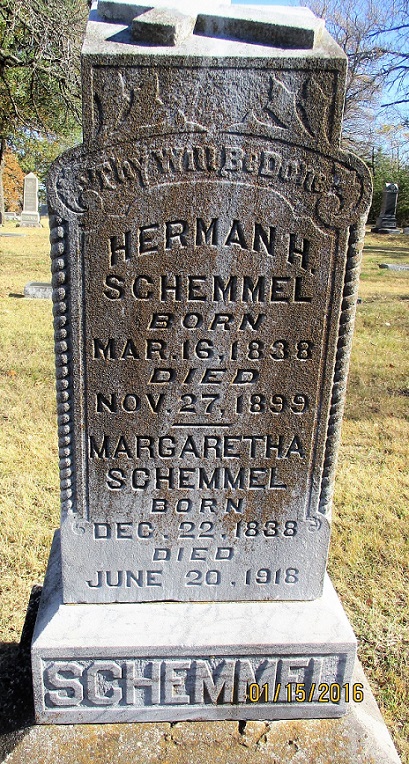 Thy Will Be Done
HERMAN H.
SCHEMMEL
BORN
MAR. 16, 1838
DIED
NOV. 27, 1899
MARGARETHA
SCHEMMEL
BORN
DEC. 22, 1838
DIED
JUNE 20, 1918
SCHEMMEL
01/15/2016